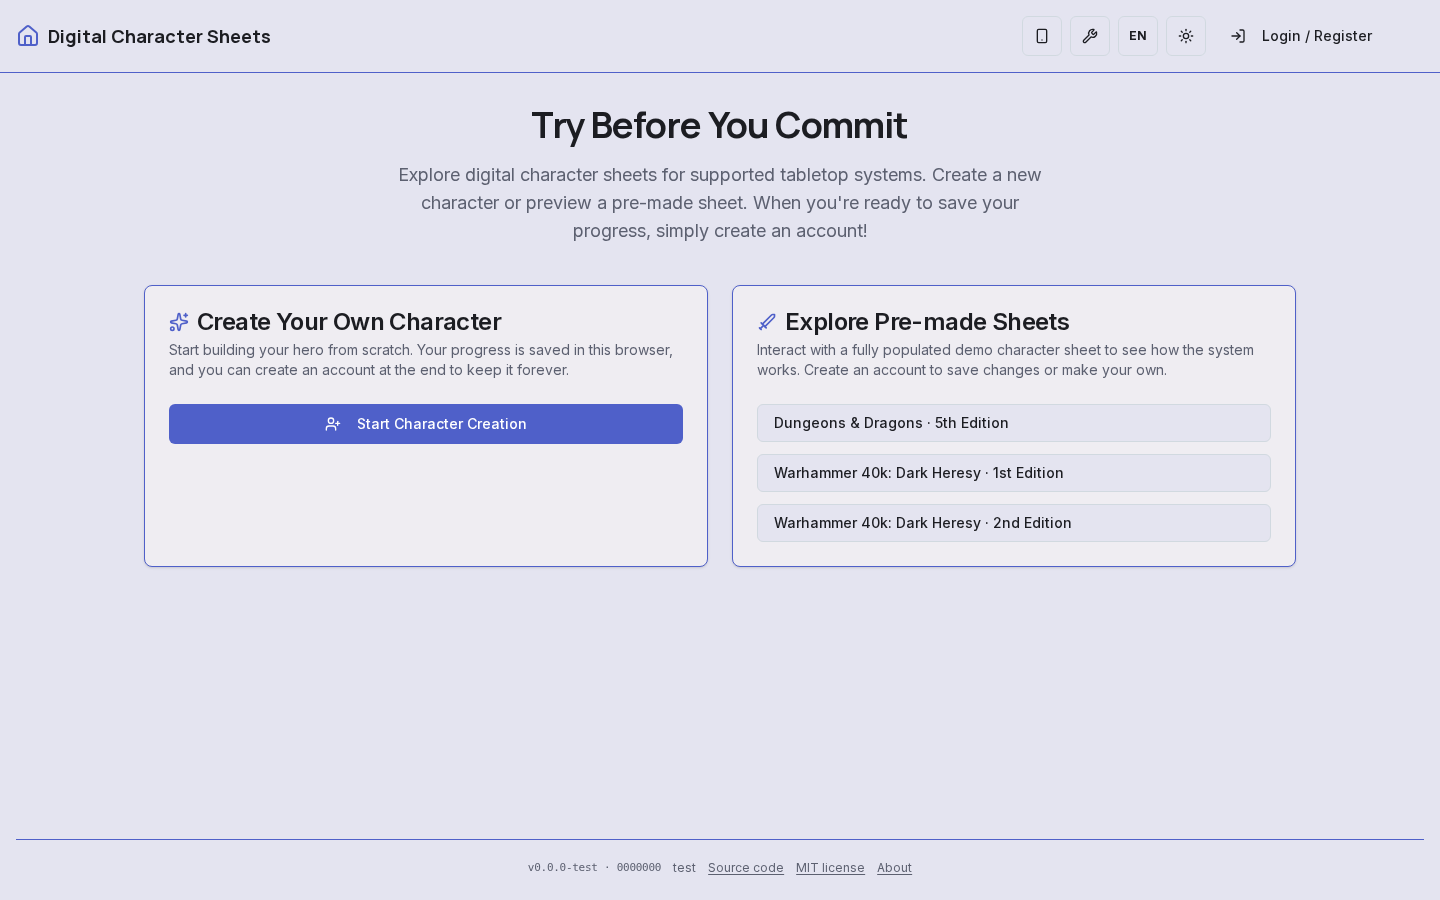 Digital Character Sheets
EN
Login / Register
Try Before You Commit
Explore digital character sheets for supported tabletop systems. Create a new
character or preview a pre-made sheet. When you're ready to save your
progress, simply create an account!
Create Your Own Character
Start building your hero from scratch. Your progress is saved in this browser,
and you can create an account at the end to keep it forever.
Start Character Creation
Explore Pre-made Sheets
Interact with a fully populated demo character sheet to see how the system
works. Create an account to save changes or make your own.
Dungeons & Dragons · 5th Edition
Warhammer 40k: Dark Heresy · 1st Edition
Warhammer 40k: Dark Heresy · 2nd Edition
v0.0.0-test · 0000000 test Source code MIT license About